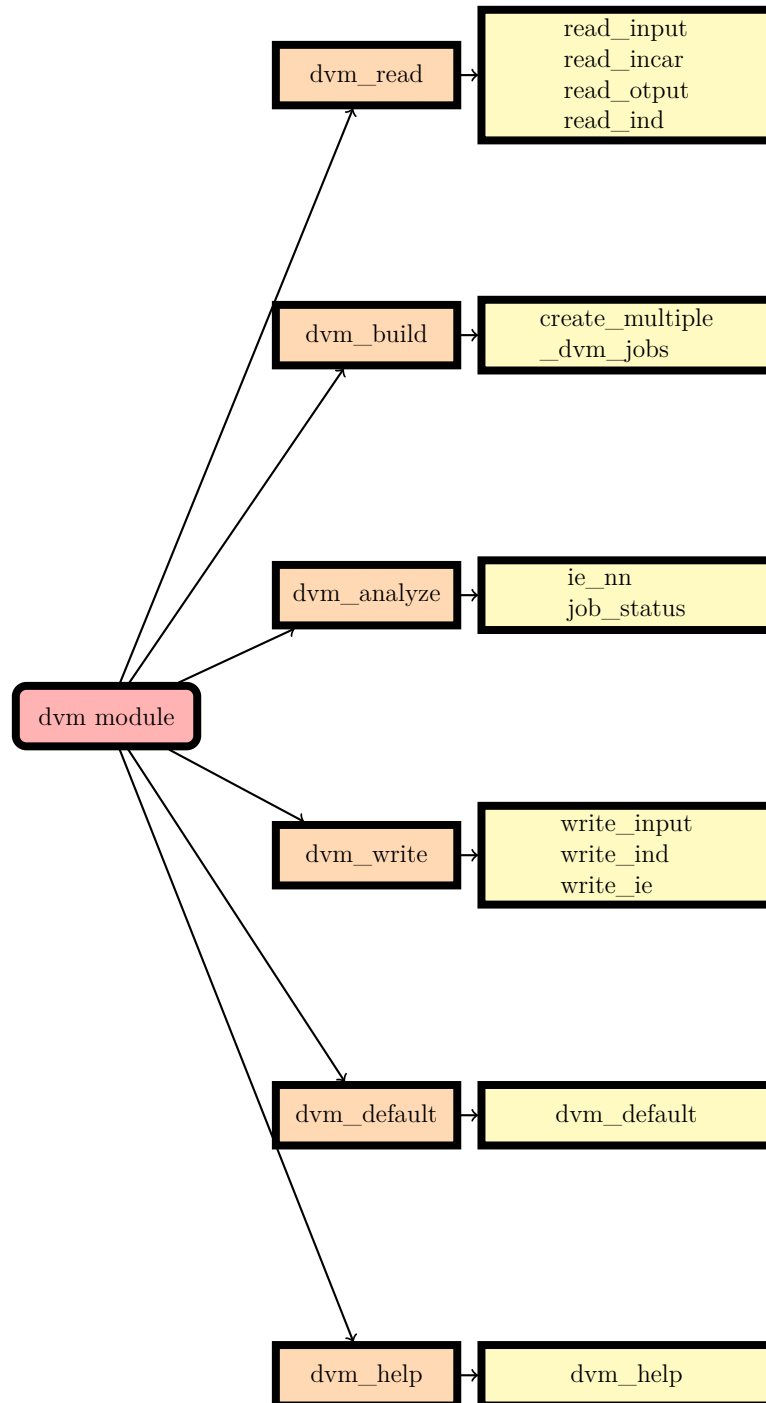 dvm_read
read_input
read_incar
read_otput
read_ind
dvm_build
create_multiple
_dvm_jobs
dvm_analyze
ie_nn
job_status
dvm module
dvm_write
write_input
write_ind
write_ie
dvm_default
dvm_default
dvm_help
dvm_help